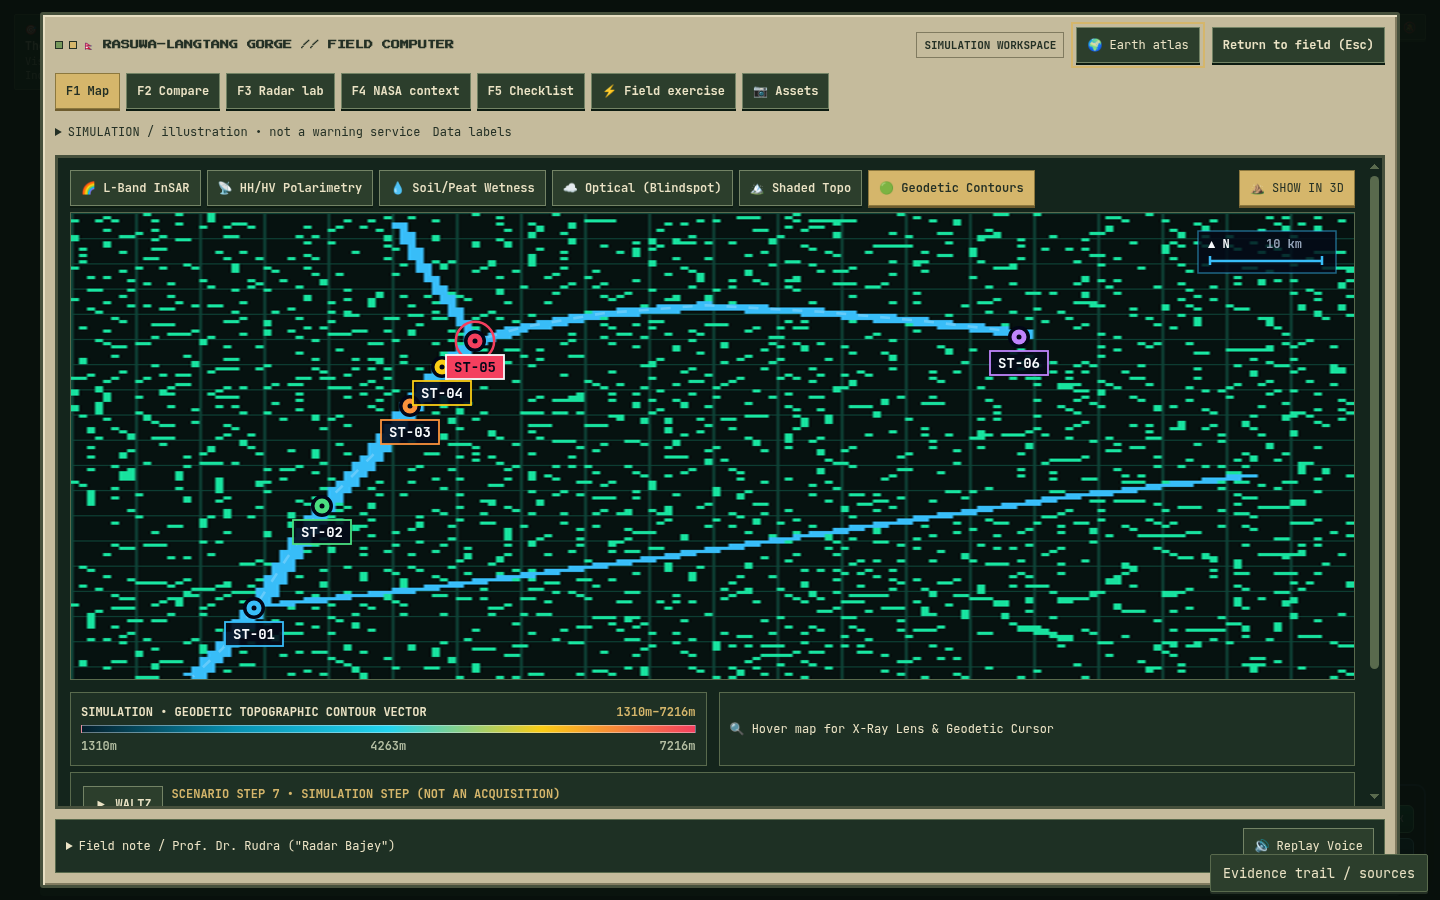 RASUWA-LANGTANG GORGE // FIELD COMPUTER
SIMULATION WORKSPACE
Earth atlas
Return to field (Esc)
F1 Map
F2 Compare
F3 Radar lab
F4 NASA context
F5 Checklist
Field exercise
Assets
SIMULATION / illustration • not a warning service Data labels
L-Band InSAR
HH/HV Polarimetry
Soil/Peat Wetness
Optical (Blindspot)
Shaded Topo
Geodetic Contours
SHOW IN 3D
▲ N 10 km
ST-05
ST-06
ST-04
ST-03
ST-02
ST-01
SIMULATION • GEODETIC TOPOGRAPHIC CONTOUR VECTOR 1310m–7216m
1310m 4263m 7216m
Hover map for X-Ray Lens & Geodetic Cursor
WALTZ
SCENARIO STEP 7 • SIMULATION STEP (NOT AN ACQUISITION)
Field note / Prof. Dr. Rudra ("Radar Bajey")
Replay Voice
Evidence trail / sources